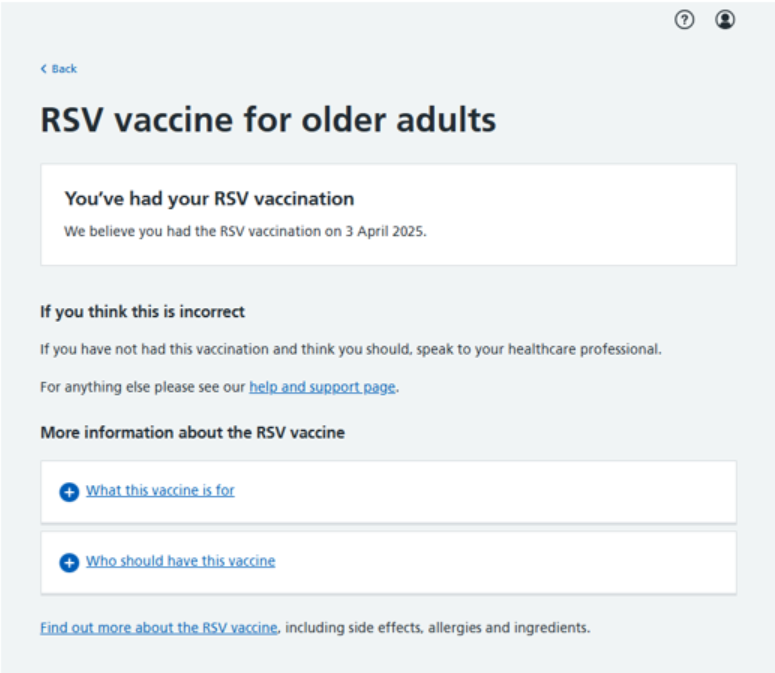 Back
RSV vaccine for older adults
You've had your RSV vaccination
We believe you had the RSV vaccination on 3 April 2025.
If you think this is incorrect
If you have not had this vaccination and think you should, speak to your healthcare professional.
For anything else please see our help and support page.
More information about the RSV vaccine
What this vaccine is for
Who should have this vaccine
Find out more about the RSV vaccine, including side effects, allergies and ingredients.